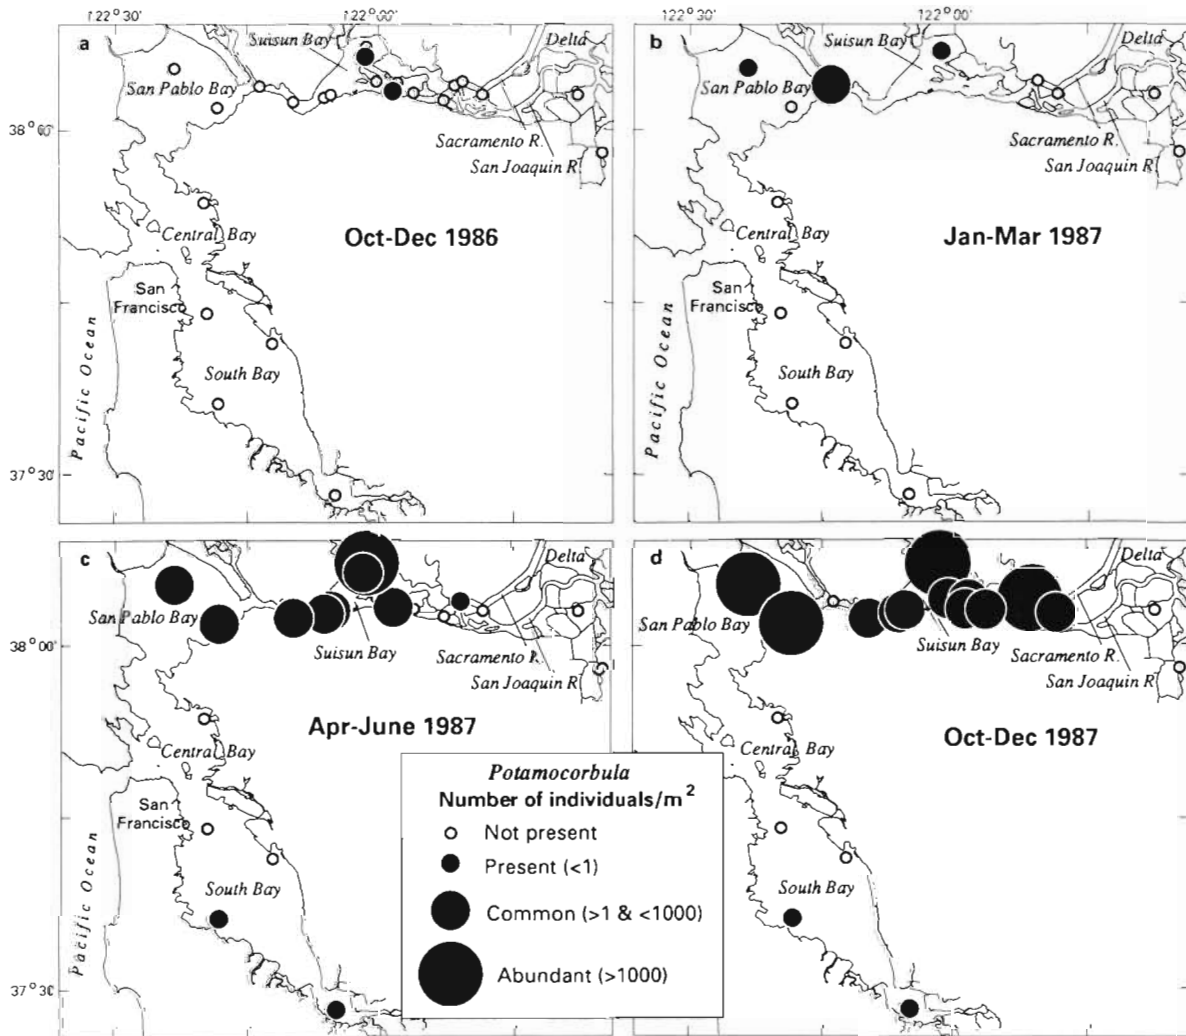 122° 30'
122° 00'
122° 30'
122° 00'
a
Suisun Bay
Delta
San Pablo Bay
38° 00'
Sacramento R.
San Joaquin R.
Central Bay
Oct-Dec 1986
San
Francisco
South Bay
Pacific Ocean
37° 30'
b
Suisun Bay
Delta
San Pablo Bay
Sacramento R.
San Joaquin R.
Central Bay
Jan-Mar 1987
San
Francisco
South Bay
Pacific Ocean
c
Delta
San Pablo Bay
38° 00'
Suisun Bay
Sacramento R.
San Joaquin R
Apr-June 1987
Central Bay
San
Francisco
South Bay
Pacific Ocean
37° 30'
d
Delta
San Pablo Bay
Suisun Bay
Sacramento R.
San Joaquin R.
Central Bay
Oct-Dec 1987
San
Francisco
South Bay
Potamocorbula
Number of individuals/m²
Not present
Present (<1)
Common (>1 & <1000)
Abundant (>1000)